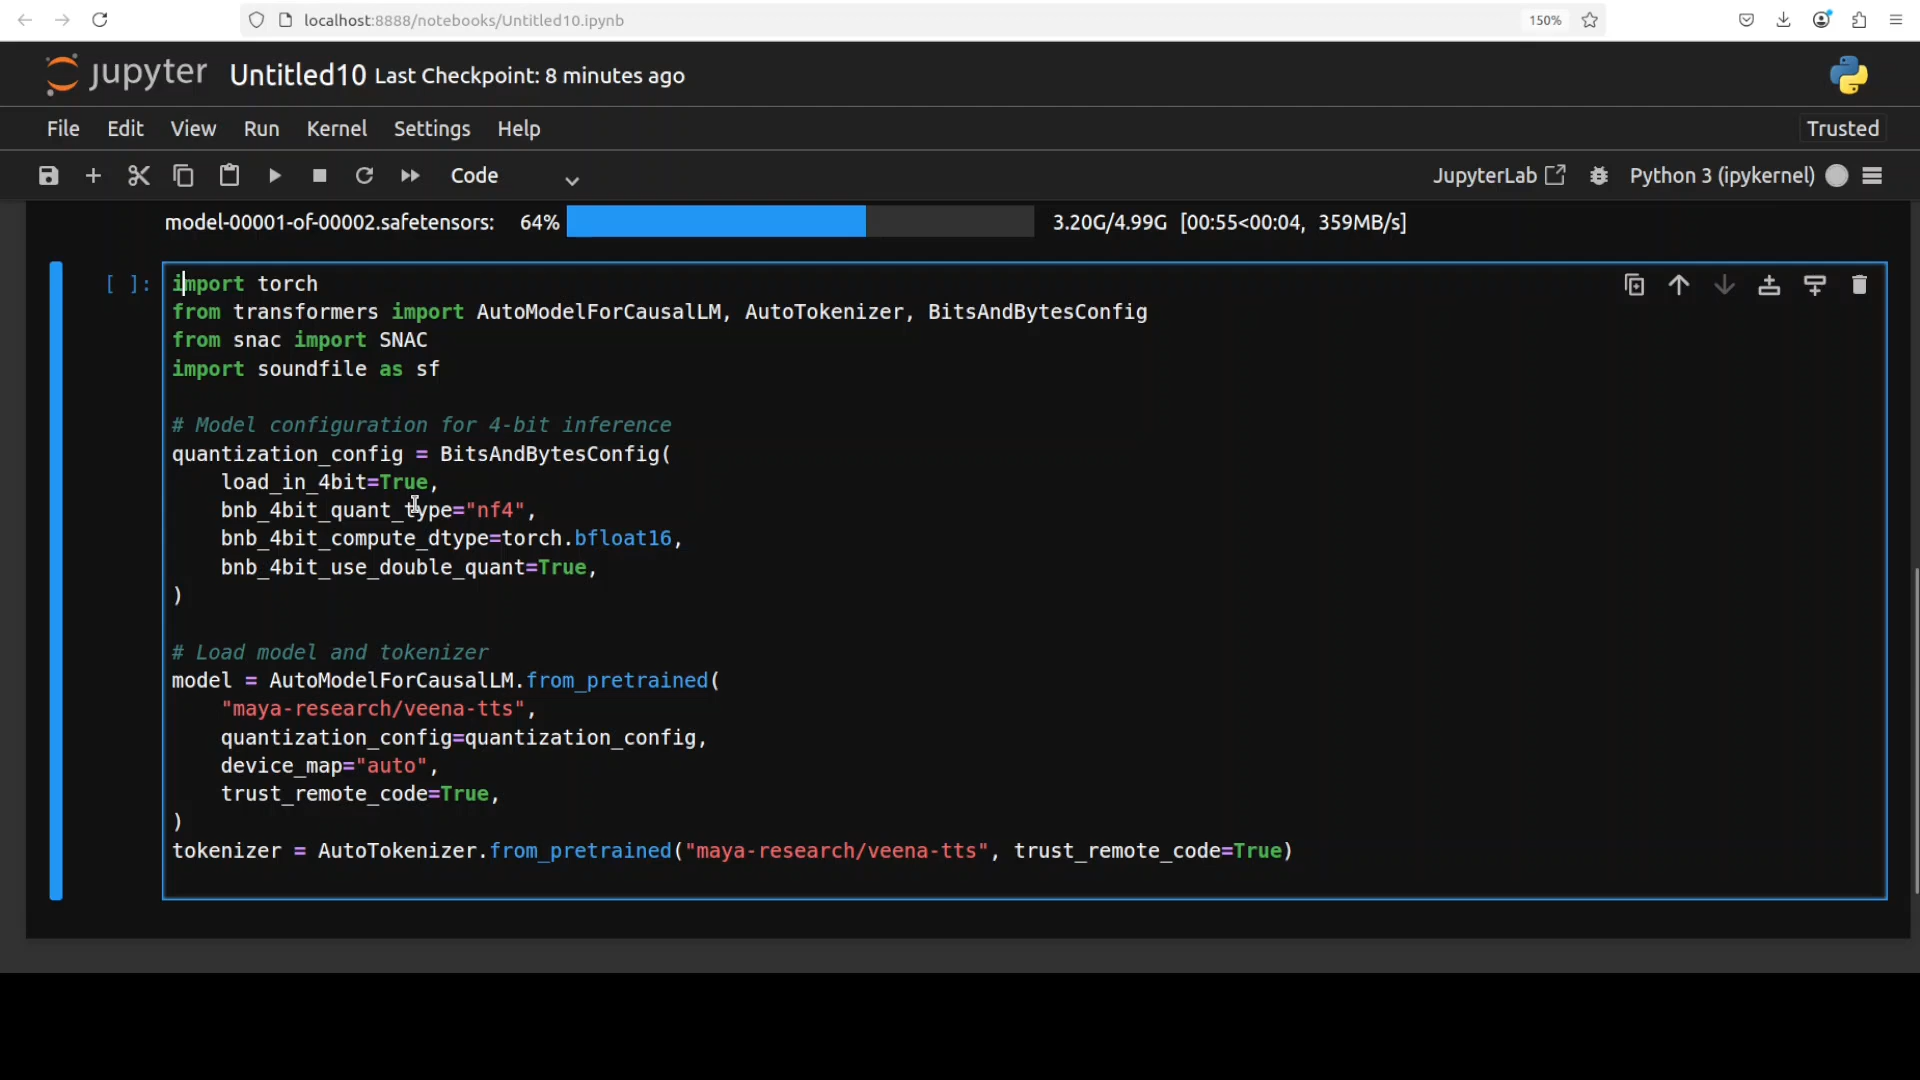 localhost:8888/notebooks/Untitled10.ipynb
150%
jupyter Untitled10 Last Checkpoint: 8 minutes ago
File Edit View Run Kernel Settings Help
Trusted
Code
JupyterLab
Python 3 (ipykernel)
model-00001-of-00002.safetensors: 64% 3.20G/4.99G [00:55<00:04, 359MB/s]
[ ]:
import torch
from transformers import AutoModelForCausalLM, AutoTokenizer, BitsAndBytesConfig
from snac import SNAC
import soundfile as sf
# Model configuration for 4-bit inference
quantization_config = BitsAndBytesConfig(
    load_in_4bit=True,
    bnb_4bit_quant_type="nf4",
    bnb_4bit_compute_dtype=torch.bfloat16,
    bnb_4bit_use_double_quant=True,
)
# Load model and tokenizer
model = AutoModelForCausalLM.from_pretrained(
    "maya-research/veena-tts",
    quantization_config=quantization_config,
    device_map="auto",
    trust_remote_code=True,
)
tokenizer = AutoTokenizer.from_pretrained("maya-research/veena-tts", trust_remote_code=True)